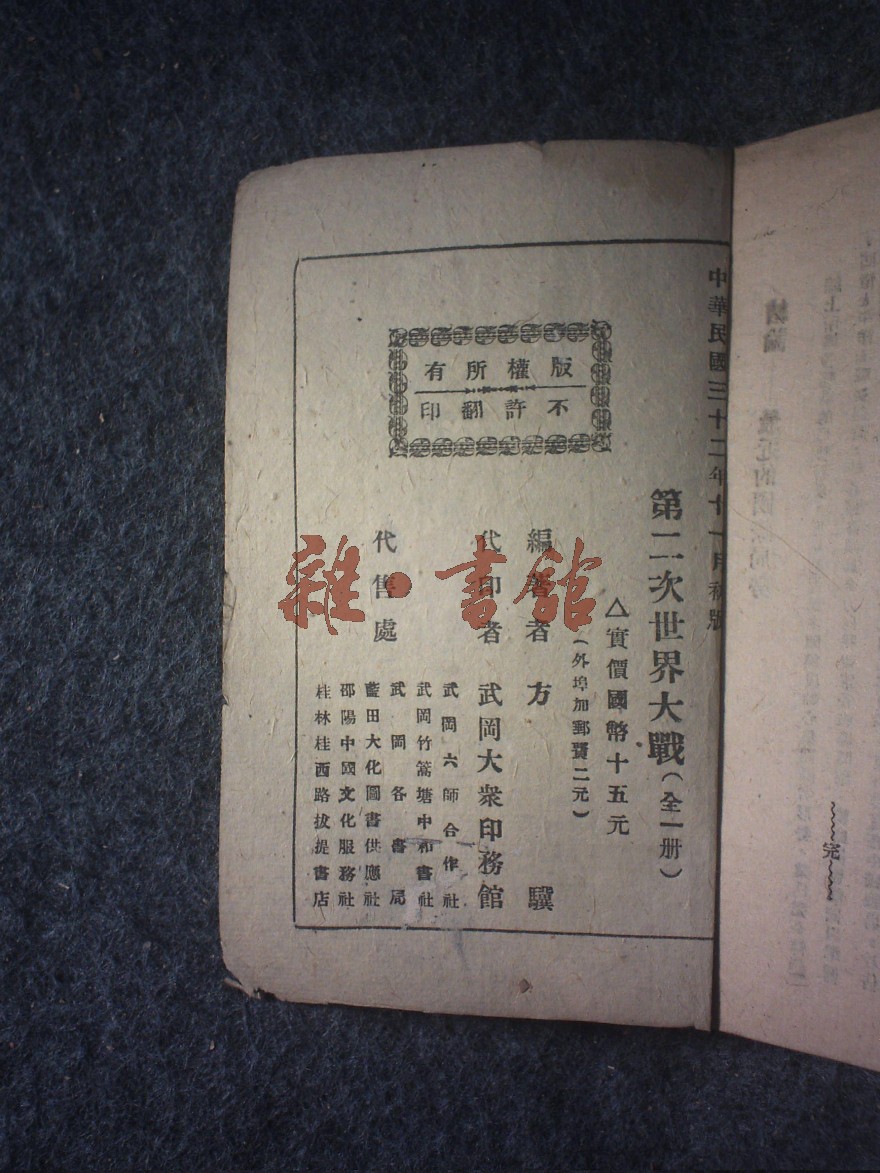 中華民國三十二年十一月初版
第二次世界大戰（全一册）
△實價國幣十五元
（外埠加郵費二元）
編著者 方驥
代印者 武岡大衆印務館
代售處
武岡六師合作社
武岡竹篙塘中和書社
武岡各書局
藍田大化圖書供應社
邵陽中國文化服務社
桂林桂西路拔提書店
版權所有
不許翻印
完
雜·書館